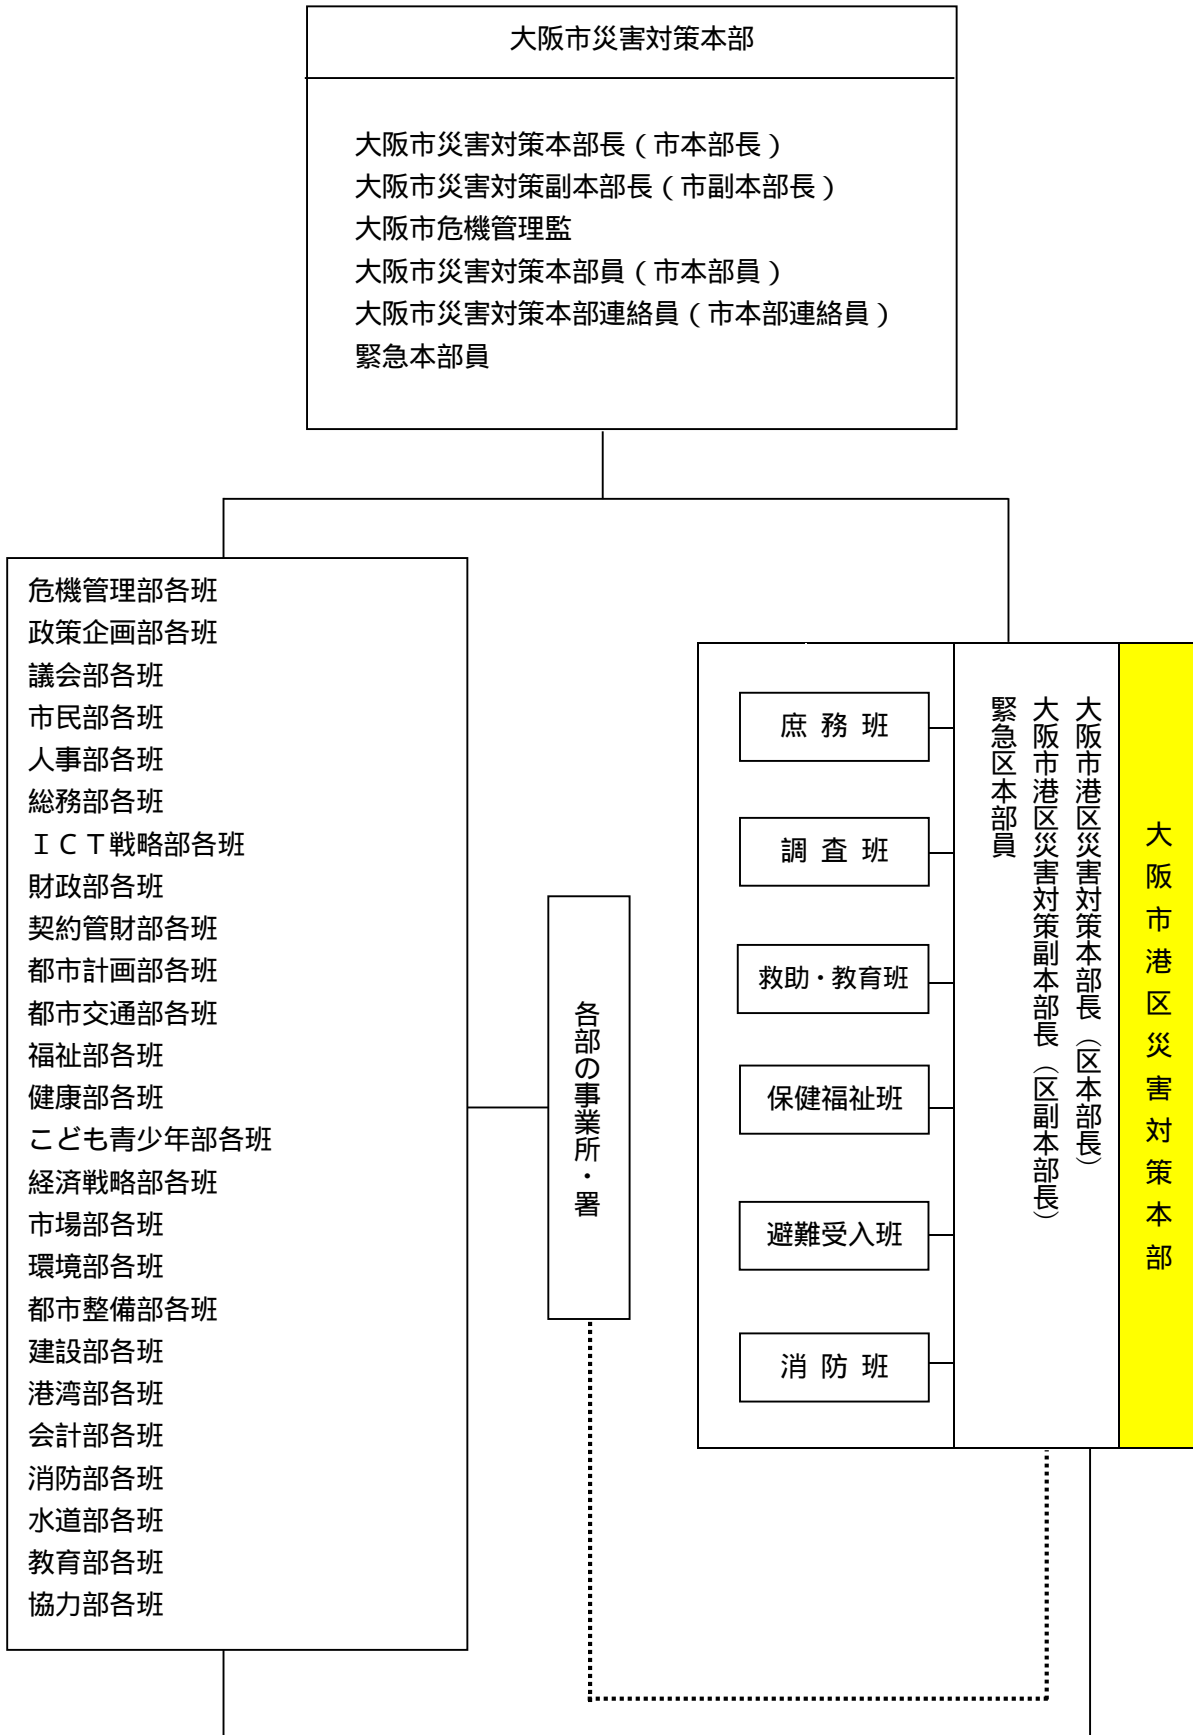 大阪市災害対策本部
大阪市災害対策本部長（市本部長）
大阪市災害対策副本部長（市副本部長）
大阪市危機管理監
大阪市災害対策本部員（市本部員）
大阪市災害対策本部連絡員（市本部連絡員）
緊急本部員
危機管理部各班
政策企画部各班
議会部各班
市民部各班
人事部各班
総務部各班
ＩＣＴ戦略部各班
財政部各班
契約管財部各班
都市計画部各班
都市交通部各班
福祉部各班
健康部各班
こども青少年部各班
経済戦略部各班
市場部各班
環境部各班
都市整備部各班
建設部各班
港湾部各班
会計部各班
消防部各班
水道部各班
教育部各班
協力部各班
各部の事業所・署
大阪市港区災害対策本部
大阪市港区災害対策本部長（区本部長）
大阪市港区災害対策副本部長（区副本部長）
緊急区本部員
庶務班
調査班
救助・教育班
保健福祉班
避難受入班
消防班